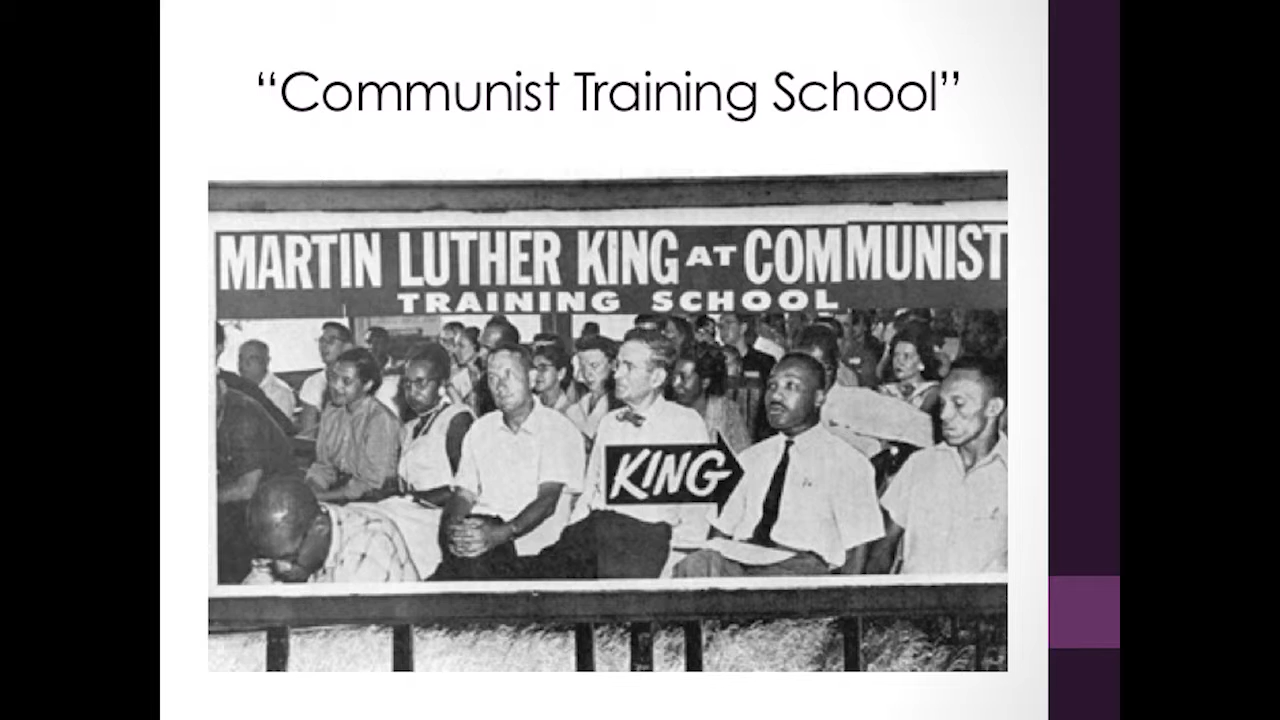 “Communist Training School”
MARTIN LUTHER KING AT COMMUNIST
TRAINING SCHOOL
KING